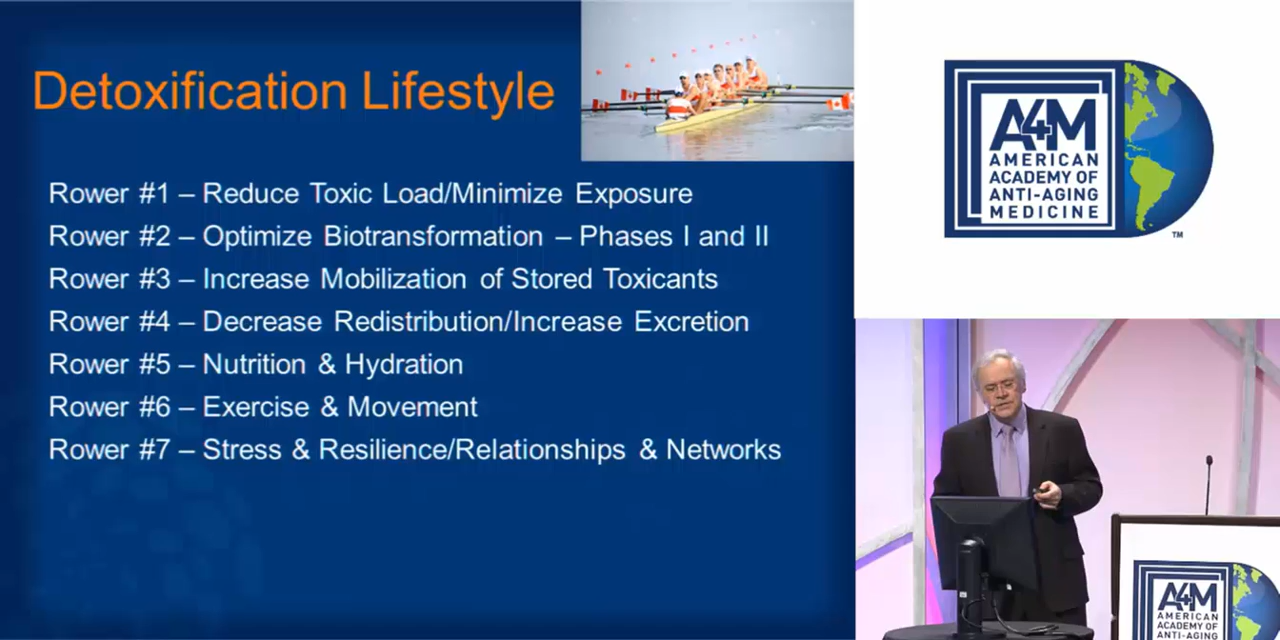 Detoxification Lifestyle
Rower #1 – Reduce Toxic Load/Minimize Exposure
Rower #2 – Optimize Biotransformation – Phases I and II
Rower #3 – Increase Mobilization of Stored Toxicants
Rower #4 – Decrease Redistribution/Increase Excretion
Rower #5 – Nutrition & Hydration
Rower #6 – Exercise & Movement
Rower #7 – Stress & Resilience/Relationships & Networks
A4M
AMERICAN
ACADEMY OF
ANTI-AGING
MEDICINE
TM
A4M
AMERICAN
ACADEMY OF
ANTI-AGING